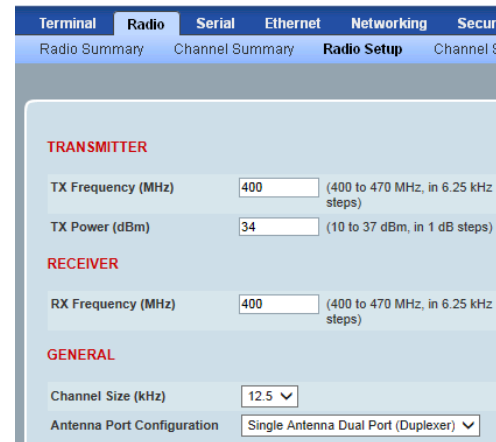 Terminal Radio Serial Ethernet Networking
Radio Summary Channel Summary Radio Setup Channel
TRANSMITTER
TX Frequency (MHz) 400 (400 to 470 MHz, in 6.25 kHz
steps)
TX Power (dBm) 34 (10 to 37 dBm, in 1 dB steps)
RECEIVER
RX Frequency (MHz) 400 (400 to 470 MHz, in 6.25 kHz
steps)
GENERAL
Channel Size (kHz) 12.5
Antenna Port Configuration Single Antenna Dual Port (Duplexer)